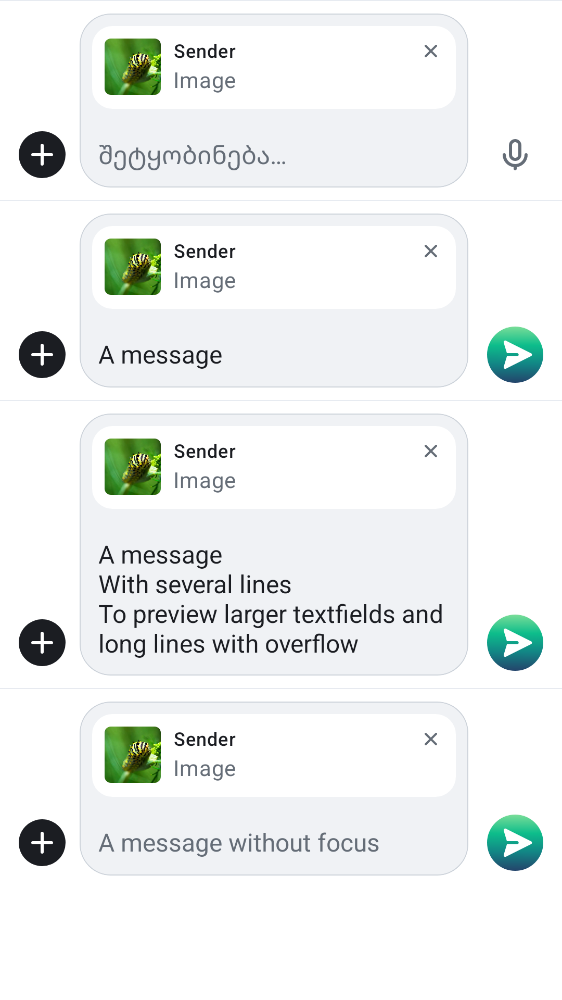 Sender
Image
შეტყობინება…
Sender
Image
A message
Sender
Image
A message
With several lines
To preview larger textfields and
long lines with overflow
Sender
Image
A message without focus